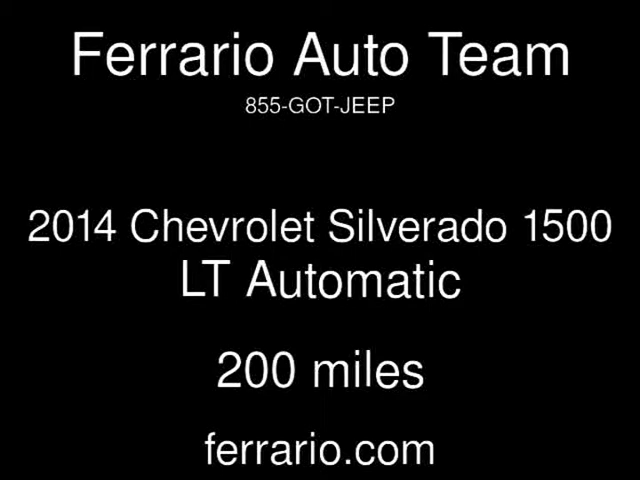 Ferrario Auto Team
855-GOT-JEEP
2014 Chevrolet Silverado 1500
LT Automatic
200 miles
ferrario.com